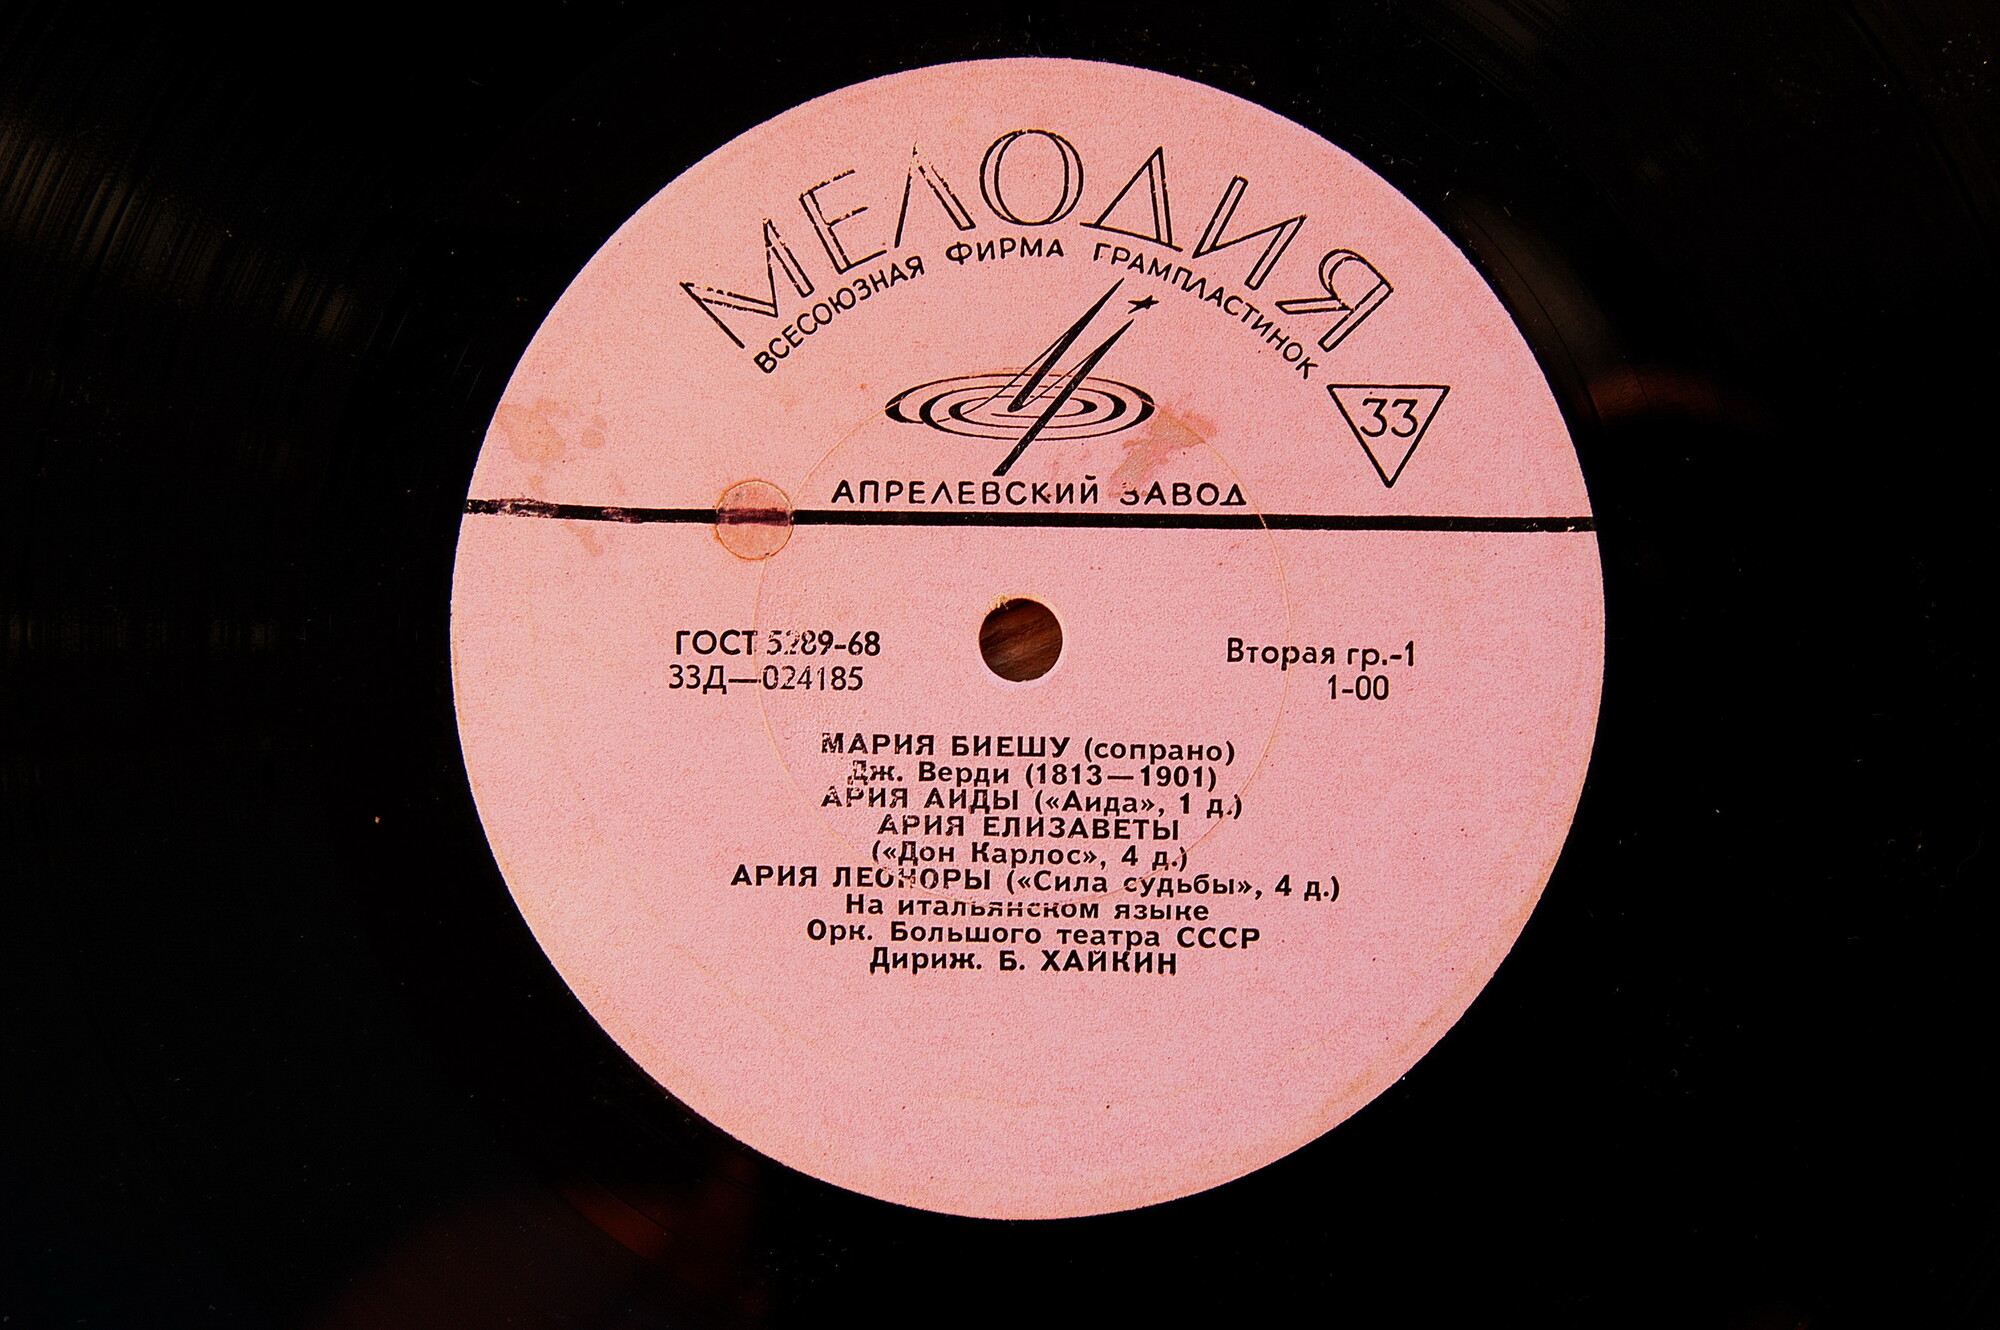 МЕЛОДИЯ
ВСЕСОЮЗНАЯ ФИРМА ГРАМПЛАСТИНОК
33
АПРЕЛЕВСКИЙ ЗАВОД
ГОСТ 5289-68
33Д—024185
Вторая гр.-1
1-00
МАРИЯ БИЕШУ (сопрано)
Дж. Верди (1813—1901)
АРИЯ АИДЫ («Аида», 1 д.)
АРИЯ ЕЛИЗАВЕТЫ
(«Дон Карлос», 4 д.)
АРИЯ ЛЕОНОРЫ («Сила судьбы», 4 д.)
На итальянском языке
Орк. Большого театра СССР
Дириж. Б. ХАЙКИН